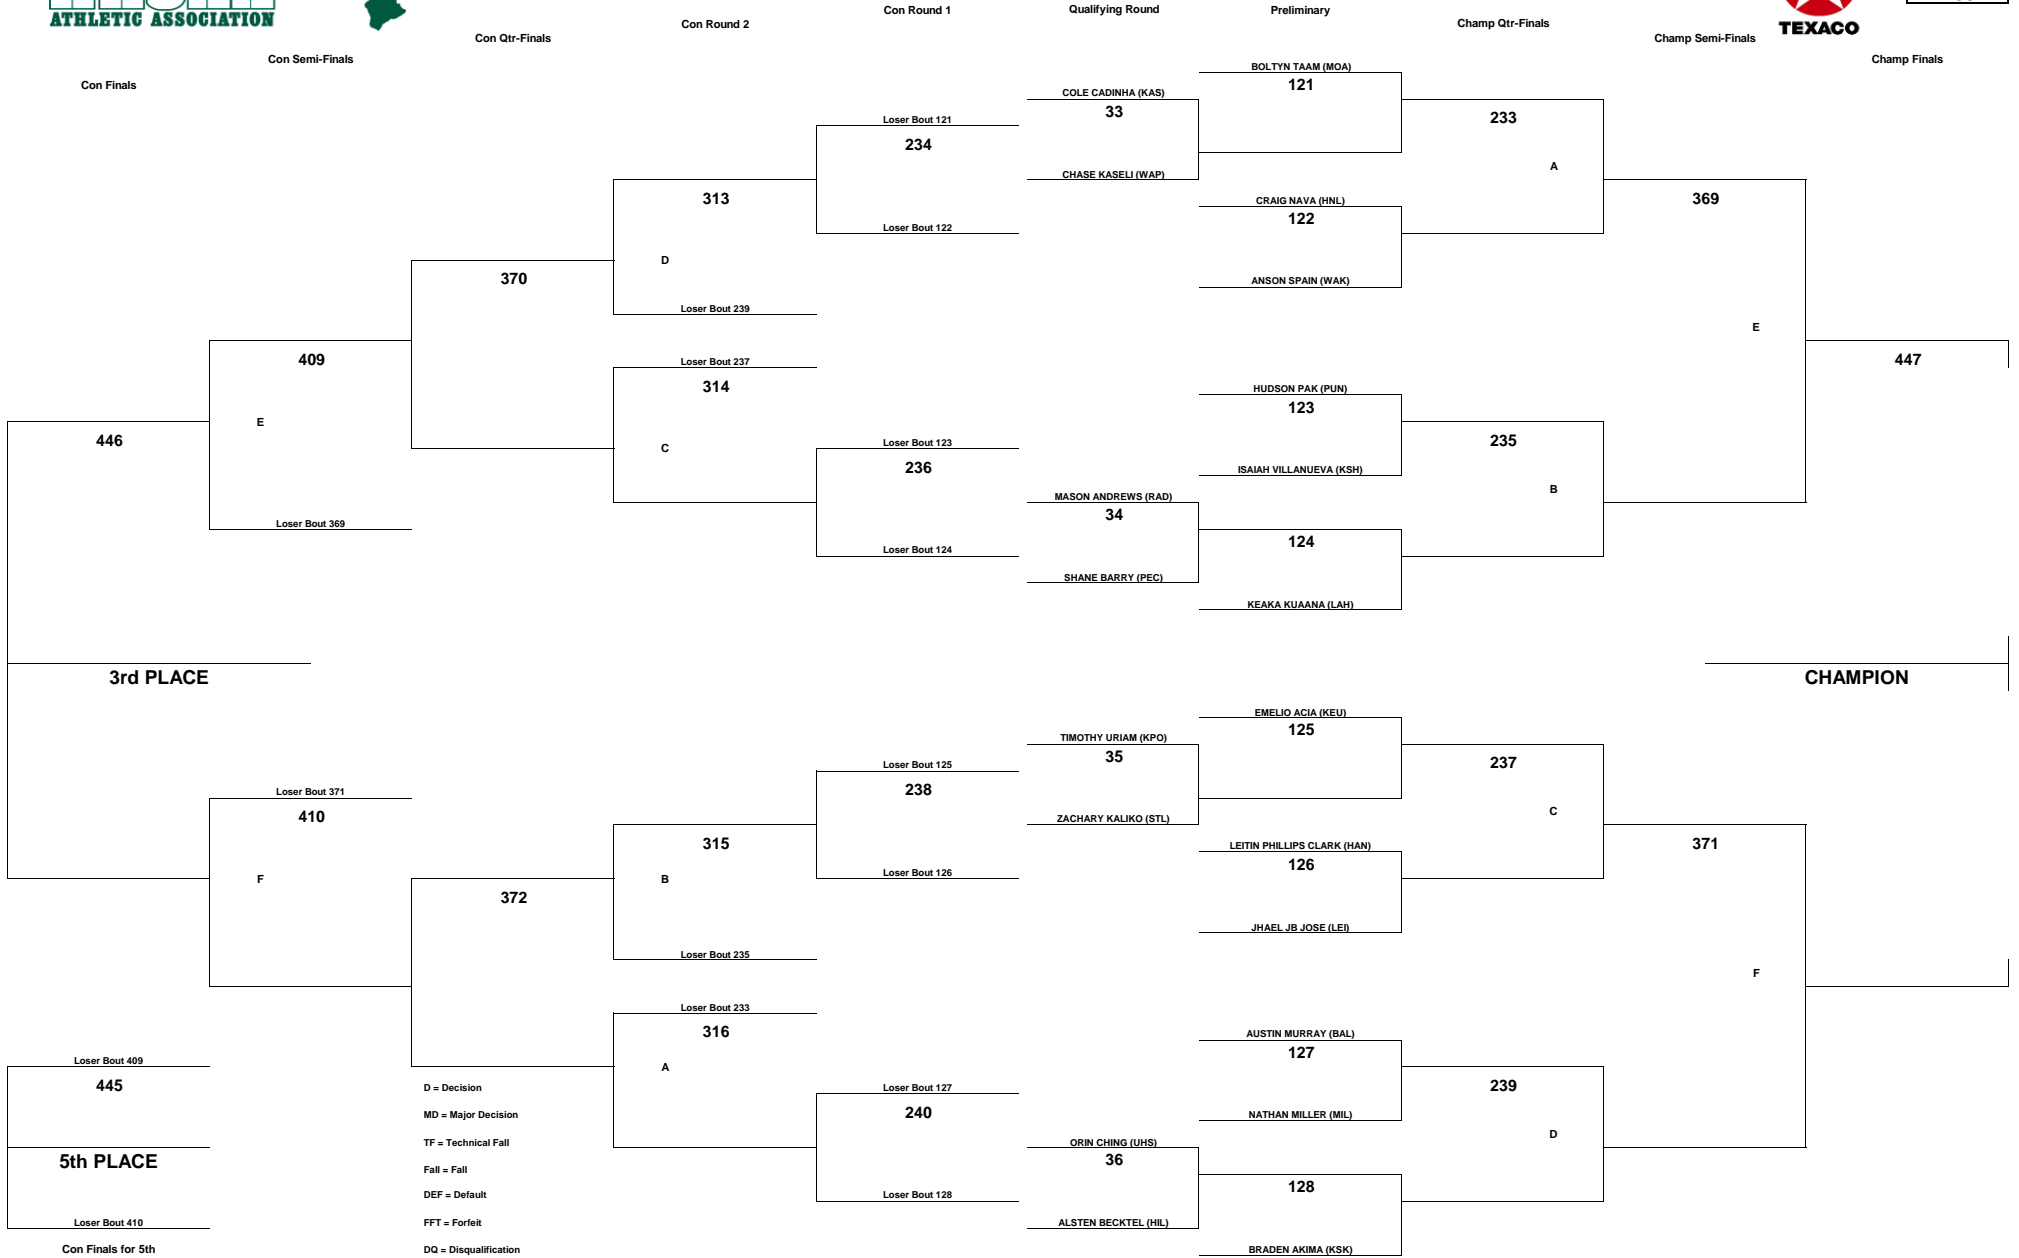 ATHLETIC ASSOCIATION
TEXACO
Con Finals
Con Semi-Finals
Con Qtr-Finals
Con Round 2
Con Round 1
Qualifying Round
Preliminary
Champ Qtr-Finals
Champ Semi-Finals
Champ Finals
BOLTYN TAAM (MOA)
121
COLE CADINHA (KAS)
33
CHASE KASELI (WAP)
233
A
Loser Bout 121
234
Loser Bout 122
CRAIG NAVA (HNL)
122
ANSON SPAIN (WAK)
313
D
Loser Bout 239
369
E
370
Loser Bout 237
314
C
409
E
Loser Bout 369
446
HUDSON PAK (PUN)
123
ISAIAH VILLANUEVA (KSH)
235
B
447
Loser Bout 123
236
Loser Bout 124
MASON ANDREWS (RAD)
34
SHANE BARRY (PEC)
124
KEAKA KUAANA (LAH)
3rd PLACE
CHAMPION
EMELIO ACIA (KEU)
125
TIMOTHY URIAM (KPO)
35
ZACHARY KALIKO (STL)
237
C
Loser Bout 125
238
Loser Bout 126
LEITIN PHILLIPS CLARK (HAN)
126
JHAEL JB JOSE (LEI)
371
F
Loser Bout 371
410
F
315
B
Loser Bout 235
372
Loser Bout 233
316
A
AUSTIN MURRAY (BAL)
127
NATHAN MILLER (MIL)
239
D
Loser Bout 127
240
Loser Bout 128
ORIN CHING (UHS)
36
ALSTEN BECKTEL (HIL)
128
BRADEN AKIMA (KSK)
Loser Bout 409
445
5th PLACE
Loser Bout 410
Con Finals for 5th
D = Decision
MD = Major Decision
TF = Technical Fall
Fall = Fall
DEF = Default
FFT = Forfeit
DQ = Disqualification